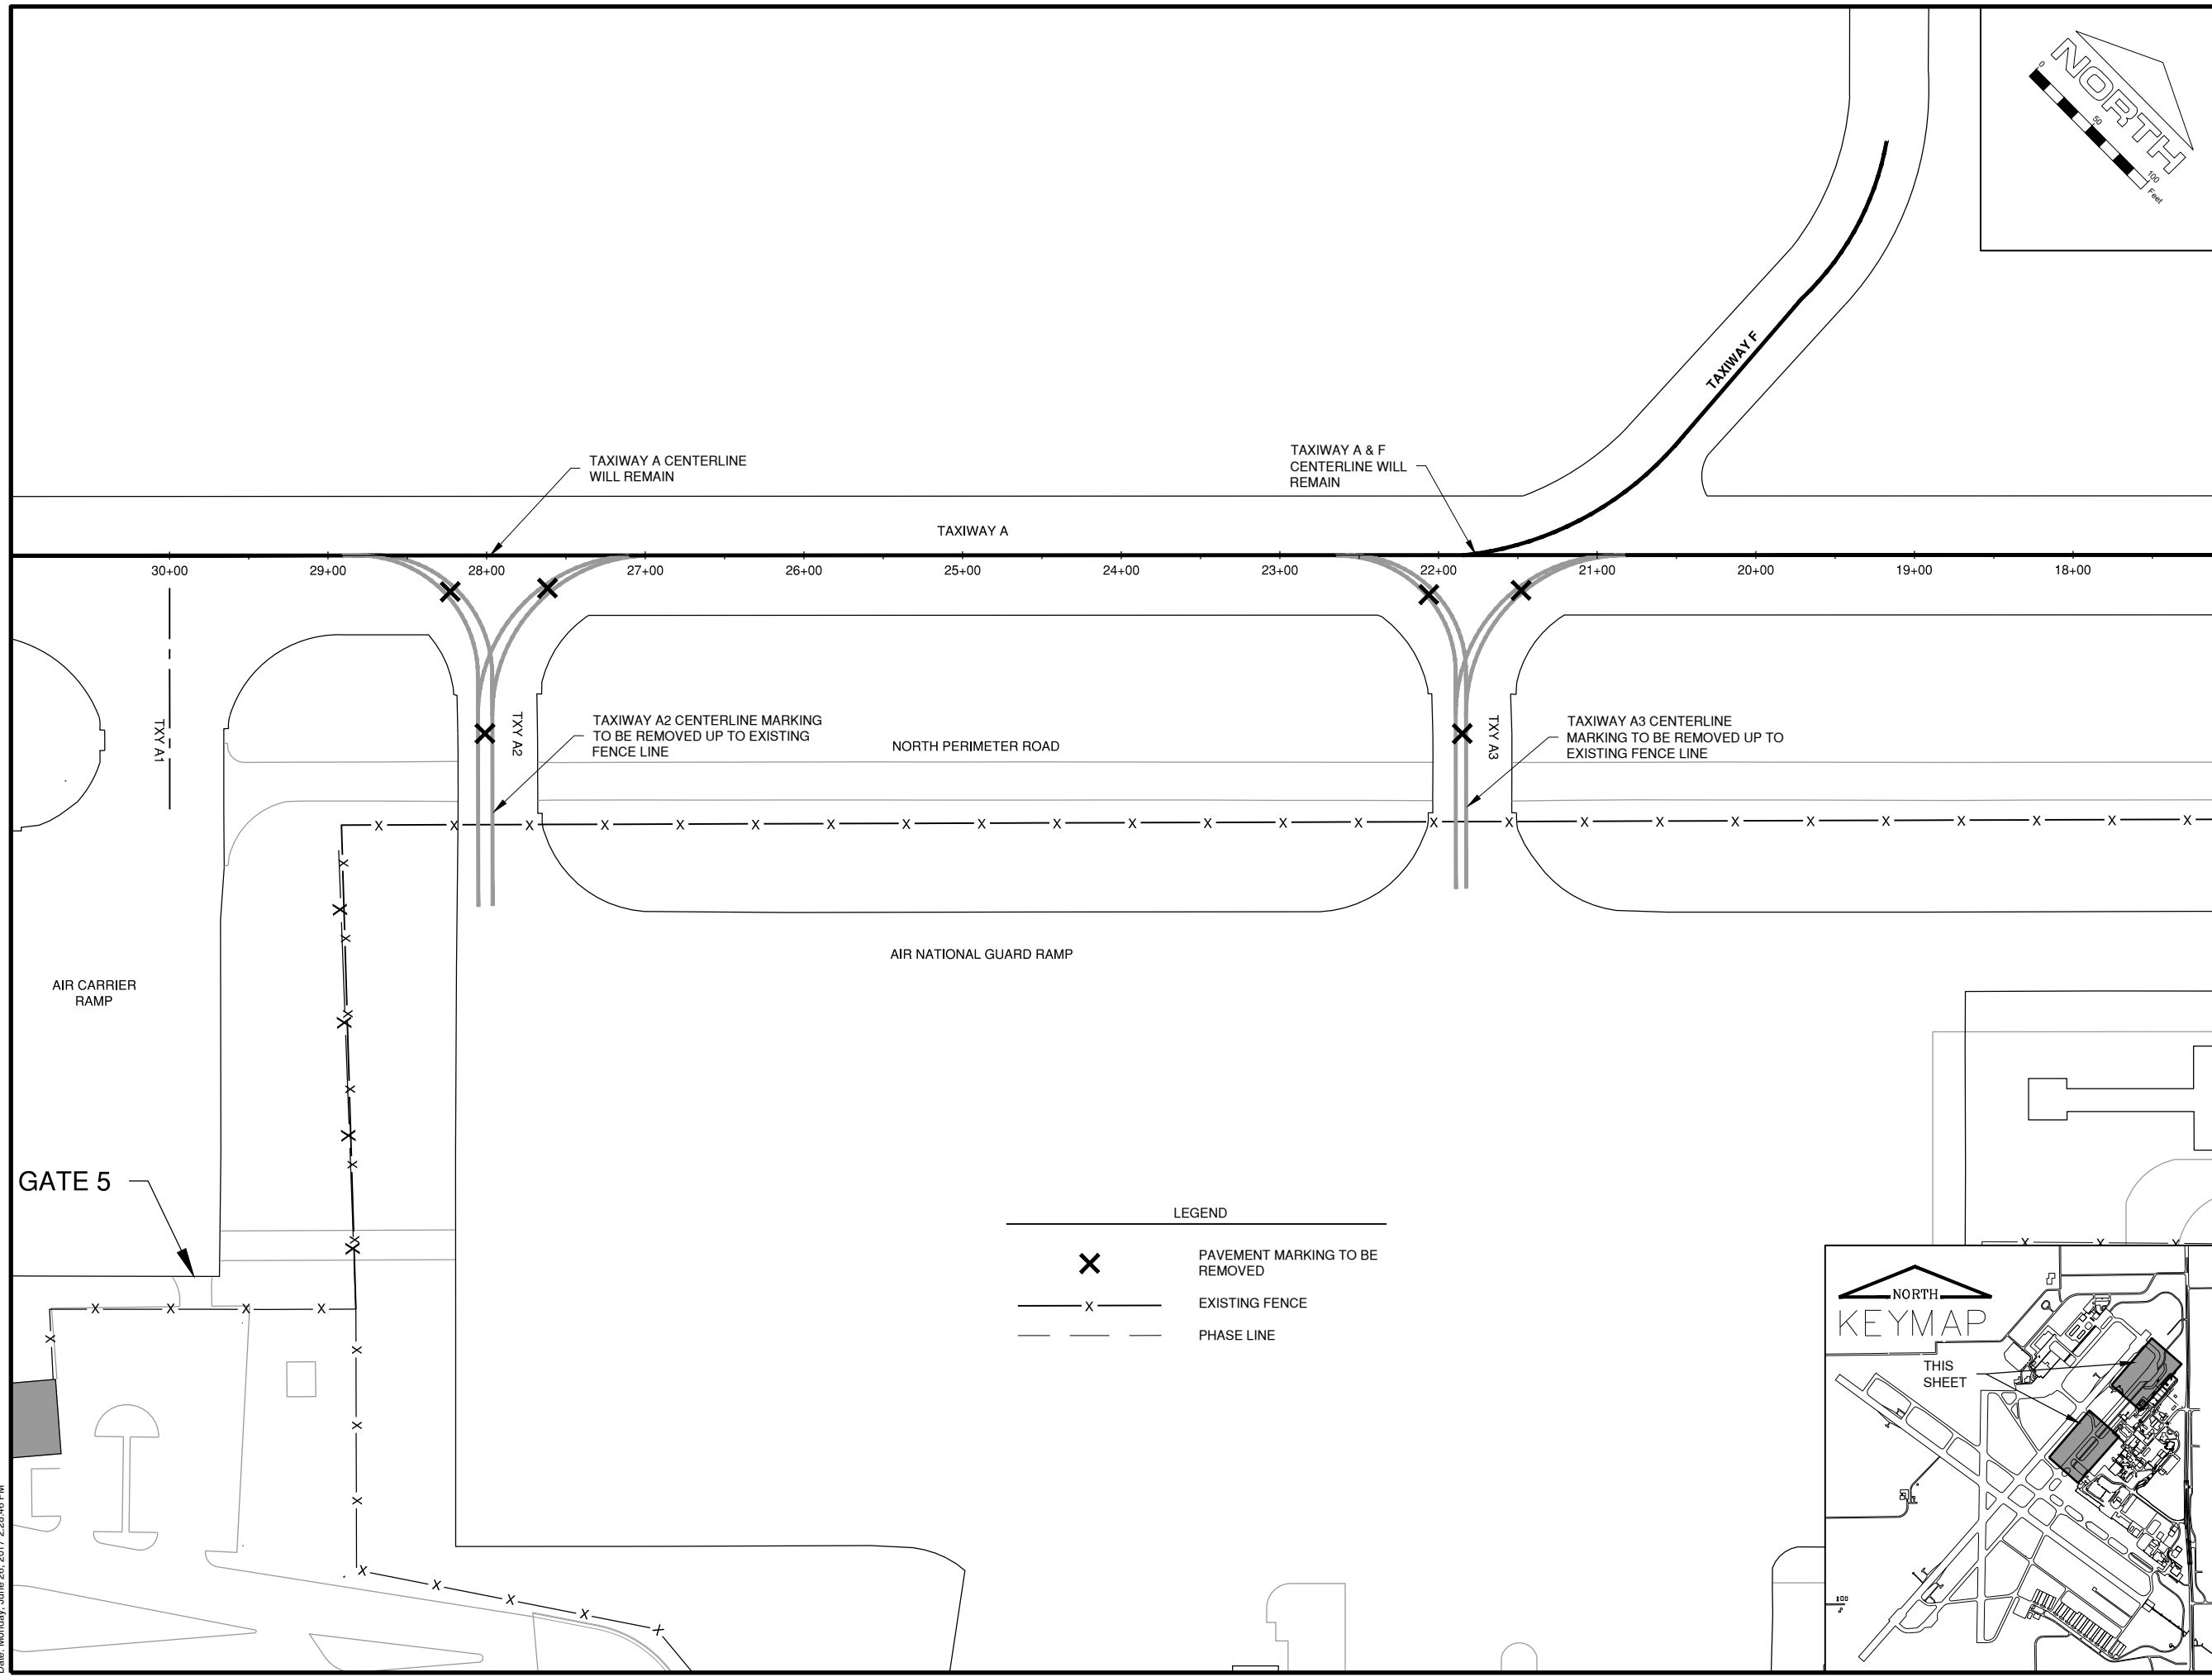 NORTH
0
50
100
Feet
TAXIWAY F
TAXIWAY A CENTERLINE
WILL REMAIN
TAXIWAY A & F
CENTERLINE WILL
REMAIN
TAXIWAY A
30+00
29+00
28+00
27+00
26+00
25+00
24+00
23+00
22+00
21+00
20+00
19+00
18+00
TXY A1
TXY A2
TAXIWAY A2 CENTERLINE MARKING
TO BE REMOVED UP TO EXISTING
FENCE LINE
NORTH PERIMETER ROAD
TXY A3
TAXIWAY A3 CENTERLINE
MARKING TO BE REMOVED UP TO
EXISTING FENCE LINE
AIR NATIONAL GUARD RAMP
AIR CARRIER
RAMP
GATE 5
LEGEND
PAVEMENT MARKING TO BE
REMOVED
X
EXISTING FENCE
PHASE LINE
NORTH
KEYMAP
THIS
SHEET